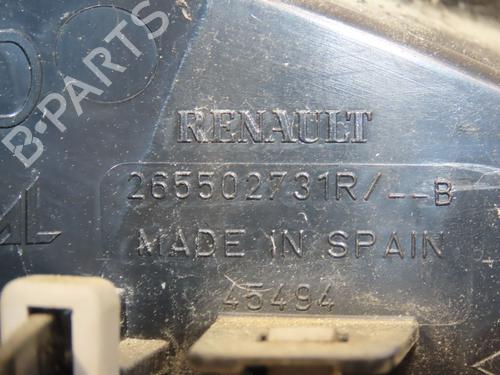 B-PARTS
RENAULT
265502731R/--B
MADE IN SPAIN
45494